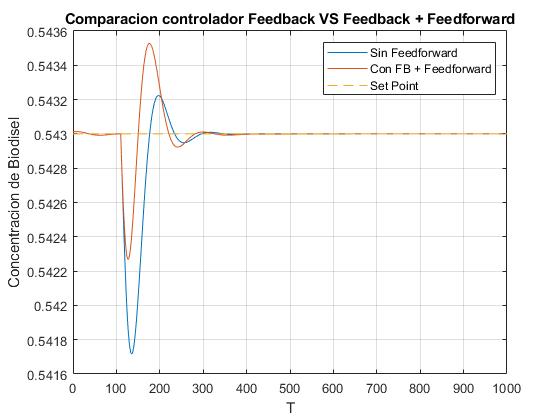 Comparacion controlador Feedback VS Feedback + Feedforward
0.5436
0.5434
0.5432
0.543
0.5428
0.5426
0.5424
0.5422
0.542
0.5418
0.5416
Concentracion de Biodisel
Sin Feedforward
Con FB + Feedforward
Set Point
0 100 200 300 400 500 600 700 800 900 1000
T